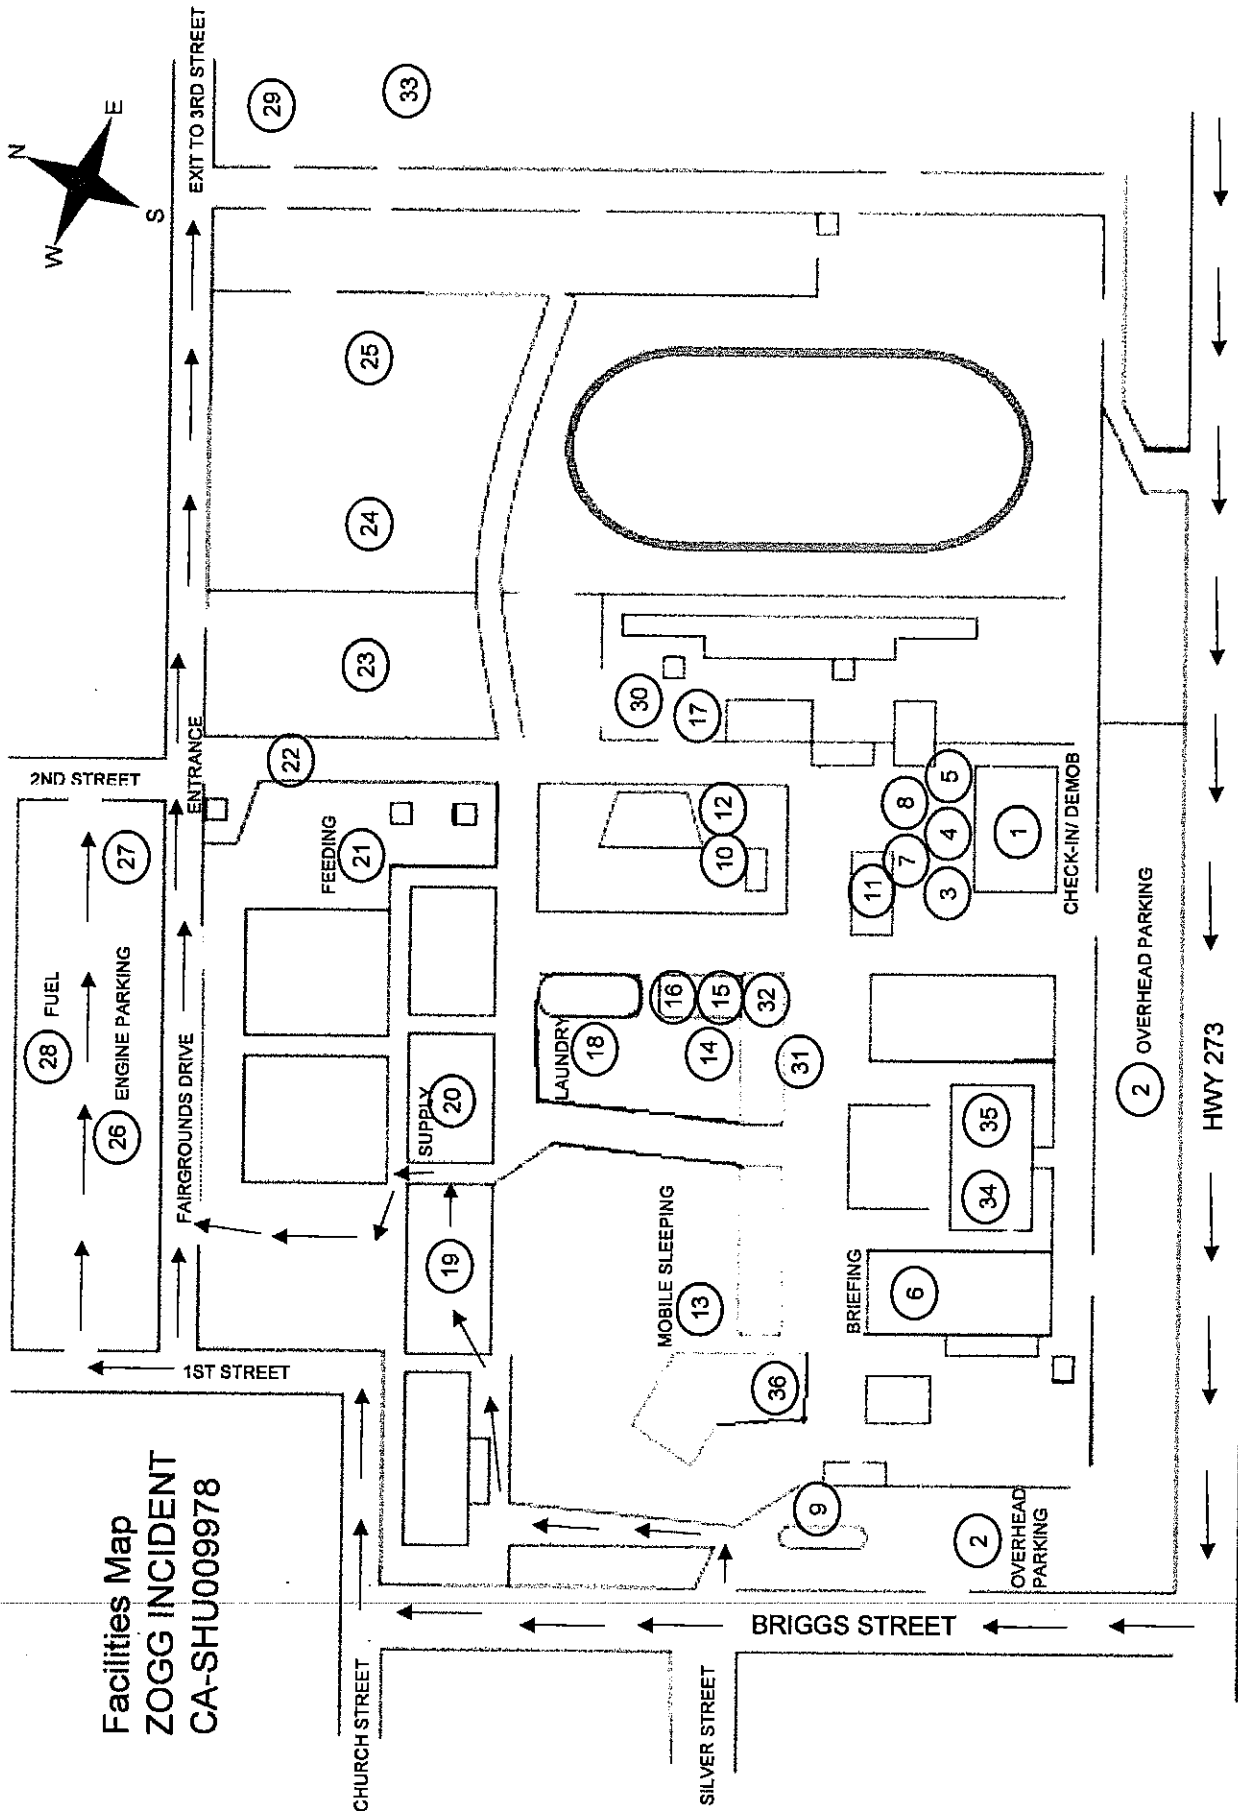 Facilities Map
ZOGG INCIDENT
CA-SHU009978
N
E
S
W
EXIT TO 3RD STREET
29
33
25
24
23
2ND STREET
ENTRANCE
22
27
FEEDING
21
28 FUEL
26 ENGINE PARKING
FAIRGROUNDS DRIVE
1ST STREET
SUPPLY
20
19
LAUNDRY
18
16
15
32
14
31
30
17
12
10
8
5
7
4
11
3
1
CHECK-IN/ DEMOB
MOBILE SLEEPING
13
36
BRIEFING
6
35
34
9
2
OVERHEAD
PARKING
2 OVERHEAD PARKING
HWY 273
BRIGGS STREET
CHURCH STREET
SILVER STREET